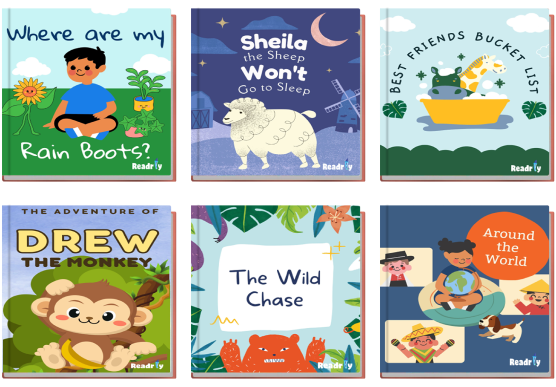 Where are my
Rain Boots?
Readrly
Sheila
the Sheep
Won't
Go to Sleep
Readrly
BEST FRIENDS BUCKET LIST
Readrly
THE ADVENTURE OF
DREW
THE MONKEY
Readrly
The Wild
Chase
Readrly
Around
the
World
Readrly